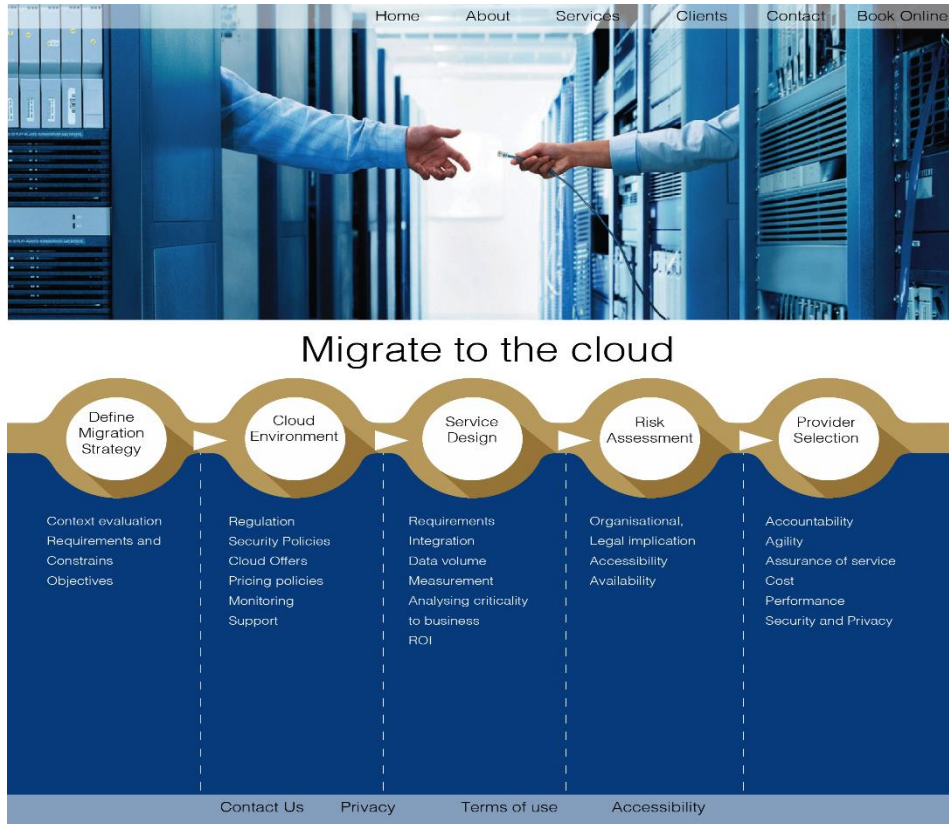 Home About Services Clients Contact Book Online
Migrate to the cloud
Define
Migration
Strategy
Cloud
Environment
Service
Design
Risk
Assessment
Provider
Selection
Context evaluation
Requirements and
Constrains
Objectives
Regulation
Security Policies
Cloud Offers
Pricing policies
Monitoring
Support
Requirements
Integration
Data volume
Measurement
Analysing criticality
to business
ROI
Organisational,
Legal implication
Accessibility
Availability
Accountability
Agility
Assurance of service
Cost
Performance
Security and Privacy
Contact Us Privacy Terms of use Accessibility